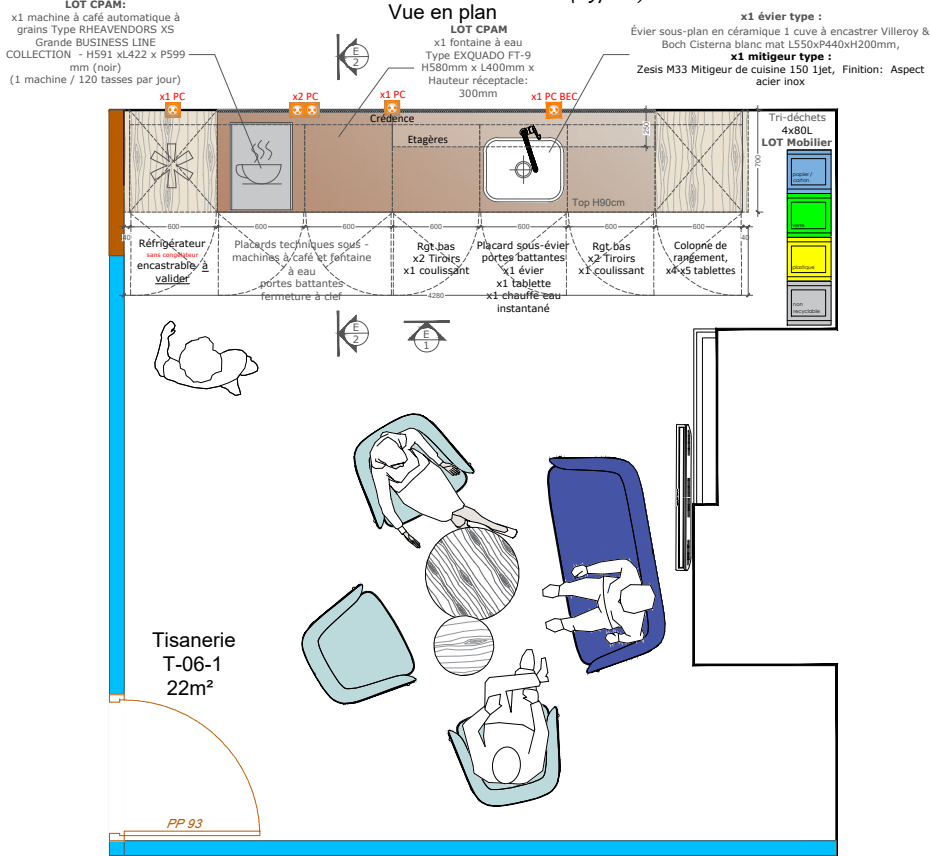 LOT CPAM:
x1 machine à café automatique à
grains Type RHEAVENDORS XS
Grande BUSINESS LINE
COLLECTION - H591 xL422 x P599
mm (noir)
(1 machine / 120 tasses par jour)
Vue en plan
LOT CPAM
x1 fontaine à eau
Type EXQUADO FT-9
H580mm x L400mm x
Hauteur réceptacle:
300mm
x1 évier type :
Évier sous-plan en céramique 1 cuve à encastrer Villeroy &
Boch Cisterna blanc mat L550xP440xH200mm,
x1 mitigeur type :
Zesis M33 Mitigeur de cuisine 150 1jet, Finition: Aspect
acier inox
E
2
x1 PC
x2 PC
x1 PC
x1 PC BEC
Crédence
Etagères
250
700
Top H90cm
Tri-déchets
4x80L
LOT Mobilier
papier /
carton
verre
plastique
non
recyclable
600
600
600
600
600
600
600
40
40
Réfrigérateur
sans congélateur
encastrable à
valider
Placards techniques sous -
machines à café et fontaine
à eau
portes battantes
fermeture à clef
Rgt bas
x2 Tiroirs
x1 coulissant
Placard sous-évier
portes battantes
x1 évier
x1 tablette
x1 chauffe eau
instantané
Rgt bas
x2 Tiroirs
x1 coulissant
Colonne de
rangement,
x4-x5 tablettes
4280
E
2
E
1
Tisanerie
T-06-1
22m²
PP 93